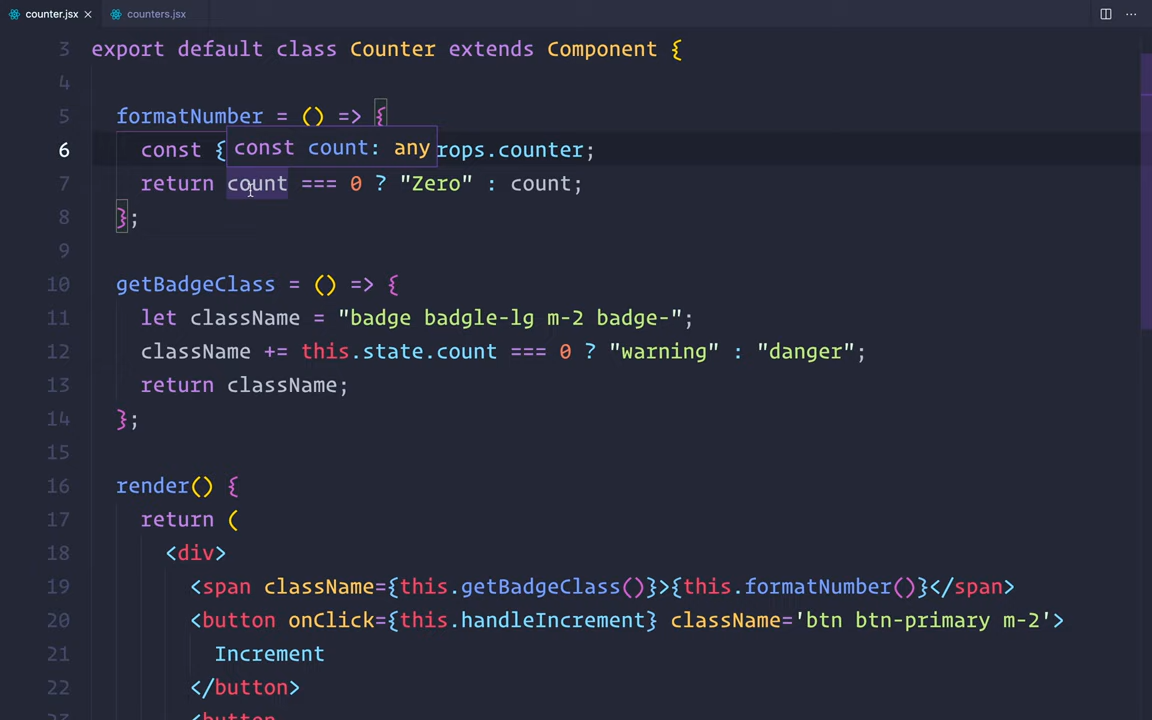 counter.jsx × counters.jsx ...
3 export default class Counter extends Component {
4
5 formatNumber = () => {
const count: any
6 const { rops.counter;
7 return count === 0 ? "Zero" : count;
8 };
9
10 getBadgeClass = () => {
11 let className = "badge badgle-lg m-2 badge-";
12 className += this.state.count === 0 ? "warning" : "danger";
13 return className;
14 };
15
16 render() {
17 return (
18 <div>
19 <span className={this.getBadgeClass()}>{this.formatNumber()}</span>
20 <button onClick={this.handleIncrement} className='btn btn-primary m-2'>
21 Increment
22 </button>
23 <button